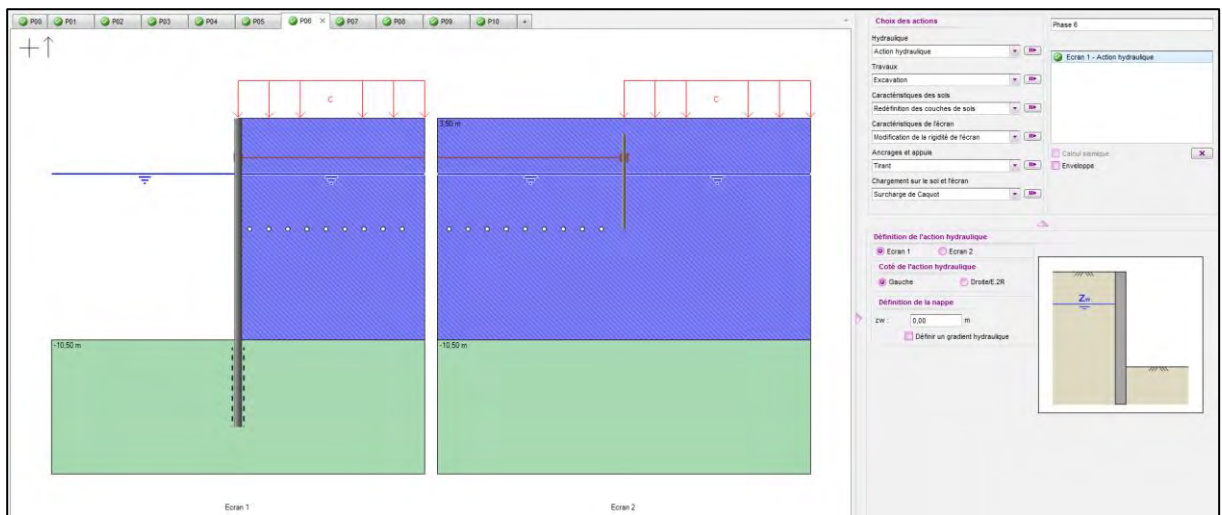 P00 P01 P02 P03 P04 P05 P06 × P07 P08 P09 P10 +
C
C
3,50 m
-10,50 m
-10,50 m
Ecran 1
Ecran 2
Choix des actions
Hydraulique
Action hydraulique
Travaux
Excavation
Caractéristiques des sols
Redéfinition des couches de sols
Caractéristiques de l'écran
Modification de la rigidité de l'écran
Ancrages et appuis
Tirant
Chargement sur le sol et l'écran
Surcharge de Caquot
Phase 6
Ecran 1 - Action hydraulique
Calcul sismique
Enveloppe
Définition de l'action hydraulique
Ecran 1 Ecran 2
Coté de l'action hydraulique
Gauche Droite/E.2R
Définition de la nappe
zw : 0,00 m
Définir un gradient hydraulique
Zw